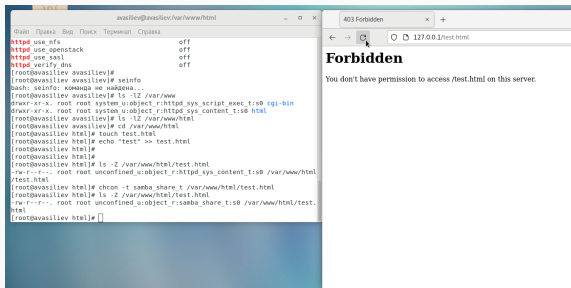 avasiliev@avasiliev:/var/www/html
Файл Правка Вид Поиск Терминал Справка
httpd_use_nfs off
httpd_use_openstack off
httpd_use_sasl off
httpd_verify_dns off
[root@avasiliev avasiliev]#
[root@avasiliev avasiliev]# seinfo
bash: seinfo: команда не найдена...
[root@avasiliev avasiliev]# ls -lZ /var/www
drwxr-xr-x. root root system_u:object_r:httpd_sys_script_exec_t:s0 cgi-bin
drwxr-xr-x. root root system_u:object_r:httpd_sys_content_t:s0 html
[root@avasiliev avasiliev]# ls -lZ /var/www/html
[root@avasiliev avasiliev]# cd /var/www/html
[root@avasiliev html]# touch test.html
[root@avasiliev html]# echo "test" >> test.html
[root@avasiliev html]#
[root@avasiliev html]#
[root@avasiliev html]# ls -Z /var/www/html/test.html
-rw-r--r--. root root unconfined_u:object_r:httpd_sys_content_t:s0 /var/www/html
/test.html
[root@avasiliev html]# chcon -t samba_share_t /var/www/html/test.html
[root@avasiliev html]# ls -Z /var/www/html/test.html
-rw-r--r--. root root unconfined_u:object_r:samba_share_t:s0 /var/www/html/test.
html
[root@avasiliev html]#
403 Forbidden
127.0.0.1/test.html
Forbidden
You don't have permission to access /test.html on this server.